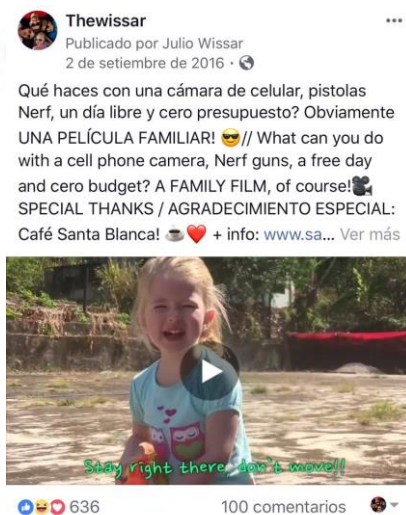 Thewissar
Publicado por Julio Wissar
2 de setiembre de 2016 ·
Qué haces con una cámara de celular, pistolas
Nerf, un día libre y cero presupuesto? Obviamente
UNA PELÍCULA FAMILIAR! 😎// What can you do
with a cell phone camera, Nerf guns, a free day
and cero budget? A FAMILY FILM, of course!🎥
SPECIAL THANKS / AGRADECIMIENTO ESPECIAL:
Café Santa Blanca! ☕❤️ + info: www.sa... Ver más
Stay right there, don't move!!
636
100 comentarios